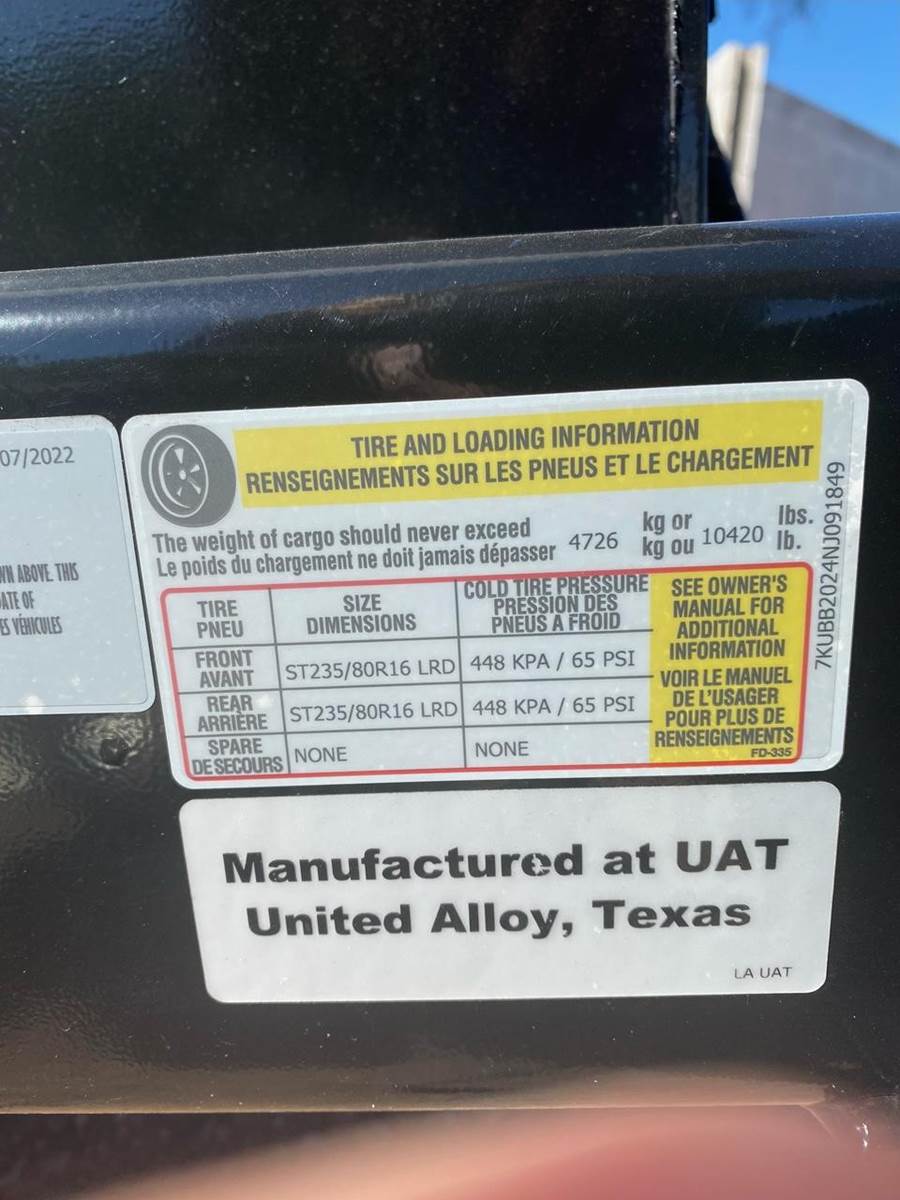 07/2022
ABOVE. THIS
OF
VÉHICULES
TIRE AND LOADING INFORMATION
RENSEIGNEMENTS SUR LES PNEUS ET LE CHARGEMENT
The weight of cargo should never exceed
Le poids du chargement ne doit jamais dépasser
4726
kg or
kg ou
10420
lbs.
lb.
TIRE
PNEU
SIZE
DIMENSIONS
COLD TIRE PRESSURE
PRESSION DES
PNEUS A FROID
FRONT
AVANT
ST235/80R16 LRD
448 KPA / 65 PSI
REAR
ARRIÈRE
ST235/80R16 LRD
448 KPA / 65 PSI
SPARE
DE SECOURS
NONE
NONE
SEE OWNER'S
MANUAL FOR
ADDITIONAL
INFORMATION
VOIR LE MANUEL
DE L'USAGER
POUR PLUS DE
RENSEIGNEMENTS
FD-335
7KUBB2024NJ091849
Manufactured at UAT
United Alloy, Texas
LA UAT